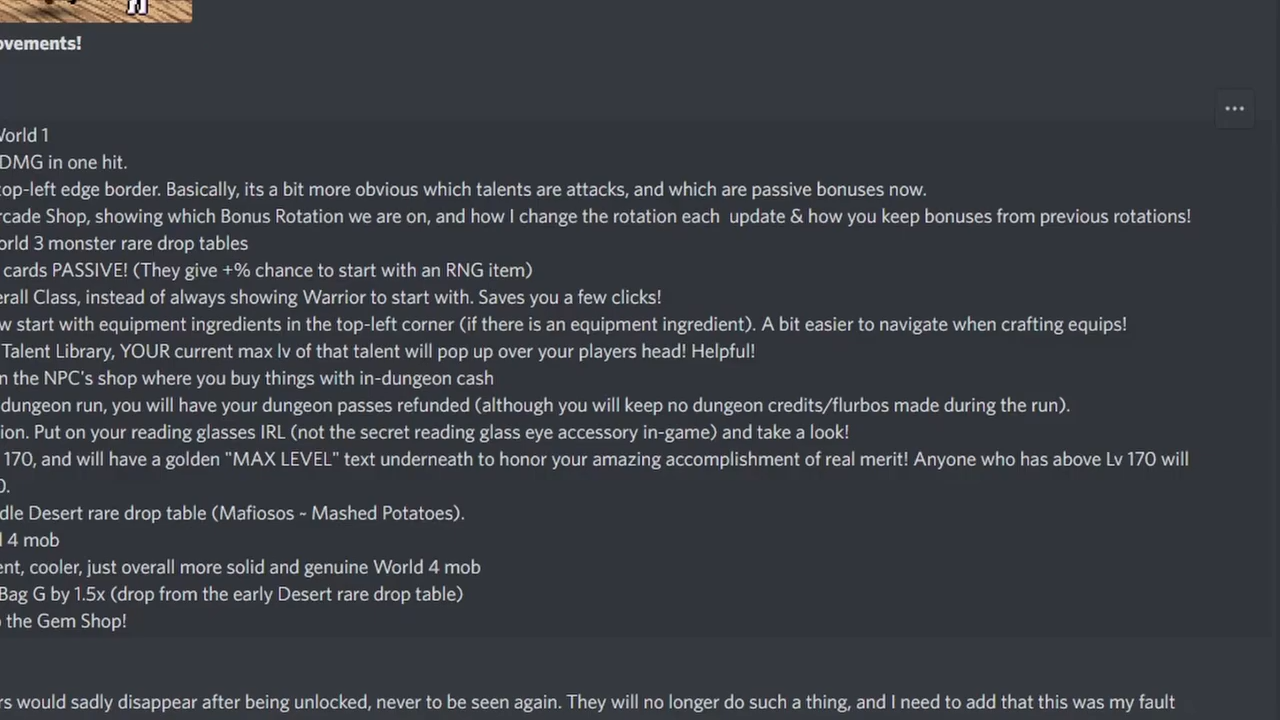 ovements!
World 1
DMG in one hit.
top-left edge border. Basically, its a bit more obvious which talents are attacks, and which are passive bonuses now.
rcade Shop, showing which Bonus Rotation we are on, and how I change the rotation each  update & how you keep bonuses from previous rotations!
orld 3 monster rare drop tables
cards PASSIVE! (They give +% chance to start with an RNG item)
erall Class, instead of always showing Warrior to start with. Saves you a few clicks!
w start with equipment ingredients in the top-left corner (if there is an equipment ingredient). A bit easier to navigate when crafting equips!
Talent Library, YOUR current max lv of that talent will pop up over your players head! Helpful!
n the NPC's shop where you buy things with in-dungeon cash
dungeon run, you will have your dungeon passes refunded (although you will keep no dungeon credits/flurbos made during the run).
ion. Put on your reading glasses IRL (not the secret reading glass eye accessory in-game) and take a look!
170, and will have a golden "MAX LEVEL" text underneath to honor your amazing accomplishment of real merit! Anyone who has above Lv 170 will
0.
dle Desert rare drop table (Mafiosos ~ Mashed Potatoes).
l 4 mob
ent, cooler, just overall more solid and genuine World 4 mob
Bag G by 1.5x (drop from the early Desert rare drop table)
o the Gem Shop!
rs would sadly disappear after being unlocked, never to be seen again. They will no longer do such a thing, and I need to add that this was my fault